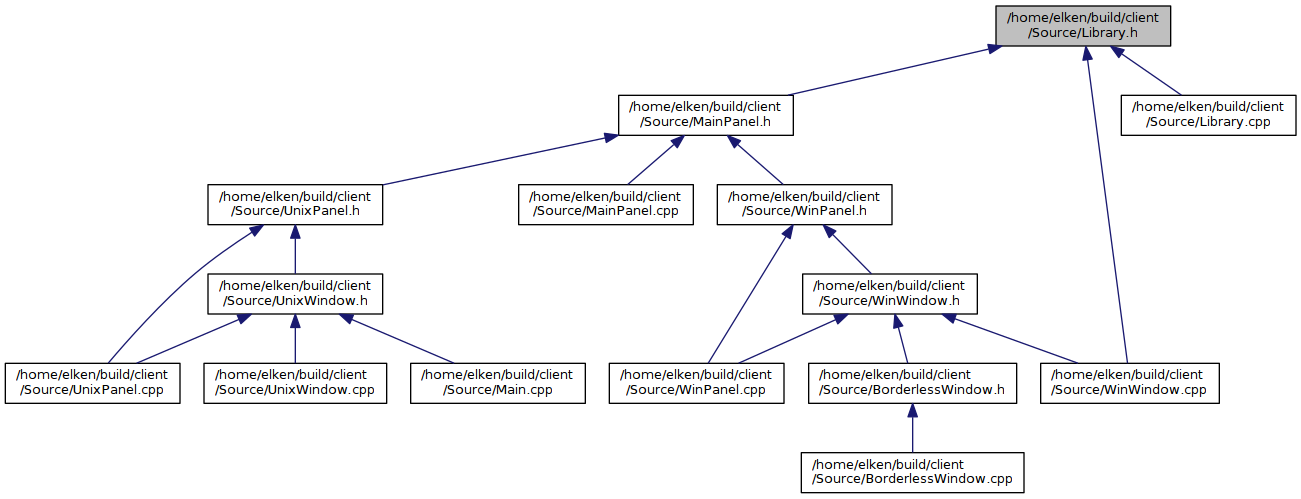 /home/elken/build/client
/Source/Library.h
/home/elken/build/client
/Source/MainPanel.h
/home/elken/build/client
/Source/Library.cpp
/home/elken/build/client
/Source/UnixPanel.h
/home/elken/build/client
/Source/MainPanel.cpp
/home/elken/build/client
/Source/WinPanel.h
/home/elken/build/client
/Source/UnixWindow.h
/home/elken/build/client
/Source/WinWindow.h
/home/elken/build/client
/Source/UnixPanel.cpp
/home/elken/build/client
/Source/UnixWindow.cpp
/home/elken/build/client
/Source/Main.cpp
/home/elken/build/client
/Source/WinPanel.cpp
/home/elken/build/client
/Source/BorderlessWindow.h
/home/elken/build/client
/Source/WinWindow.cpp
/home/elken/build/client
/Source/BorderlessWindow.cpp